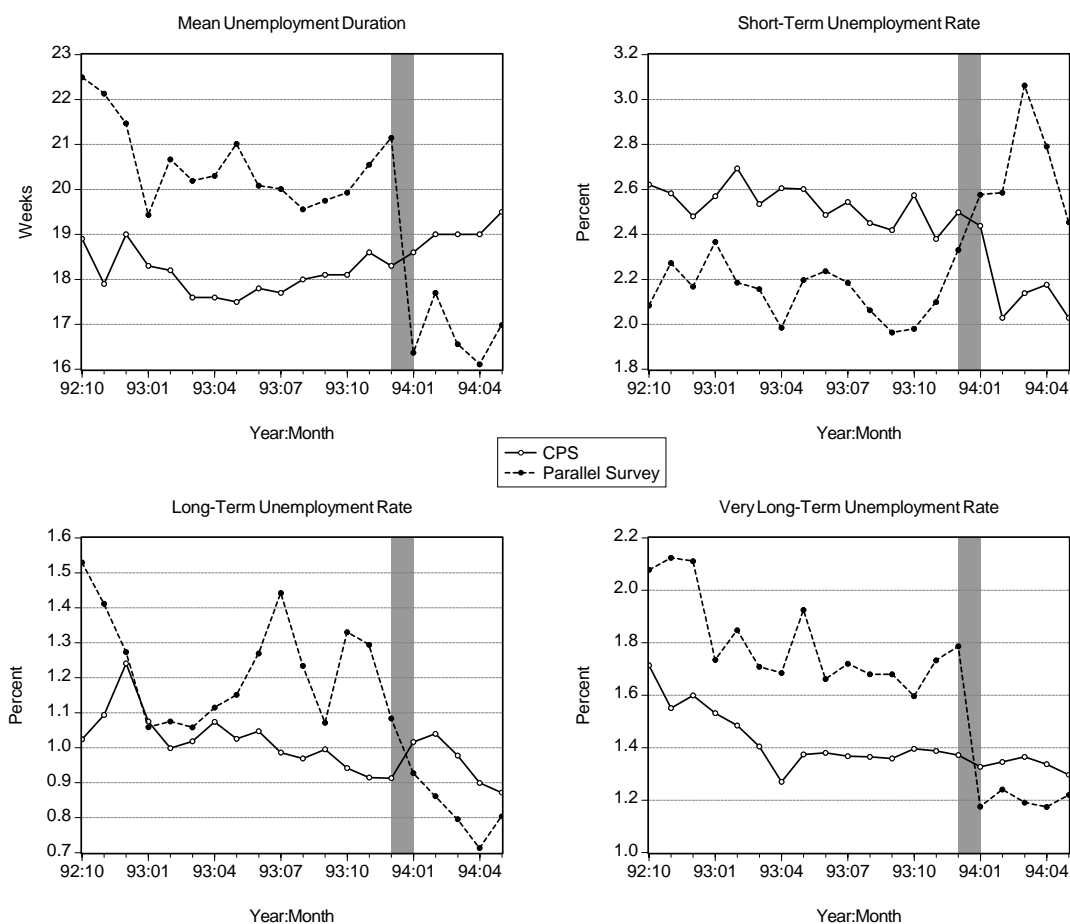 Mean Unemployment Duration
23
22
21
20
19
18
17
16
Weeks
92:10 93:01 93:04 93:07 93:10 94:01 94:04
Year:Month
Short-Term Unemployment Rate
3.2
3.0
2.8
2.6
2.4
2.2
2.0
1.8
Percent
92:10 93:01 93:04 93:07 93:10 94:01 94:04
Year:Month
CPS
Parallel Survey
Long-Term Unemployment Rate
1.6
1.5
1.4
1.3
1.2
1.1
1.0
0.9
0.8
0.7
Percent
92:10 93:01 93:04 93:07 93:10 94:01 94:04
Year:Month
Very Long-Term Unemployment Rate
2.2
2.0
1.8
1.6
1.4
1.2
1.0
Percent
92:10 93:01 93:04 93:07 93:10 94:01 94:04
Year:Month